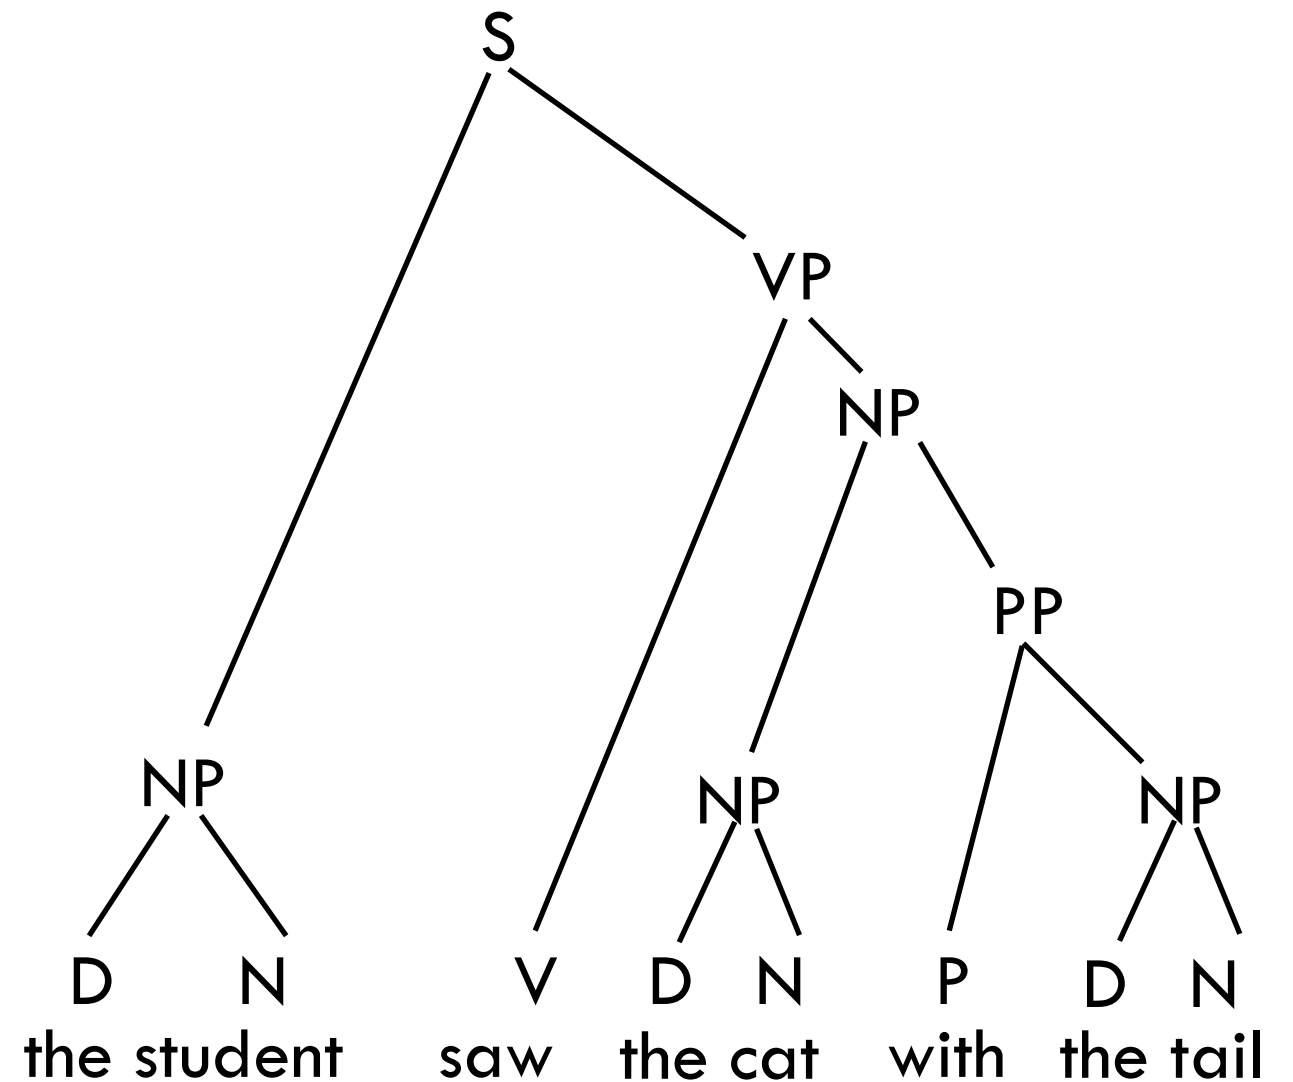 S
VP
NP
PP
NP NP NP
D N V D N P D N
the student saw the cat with the tail